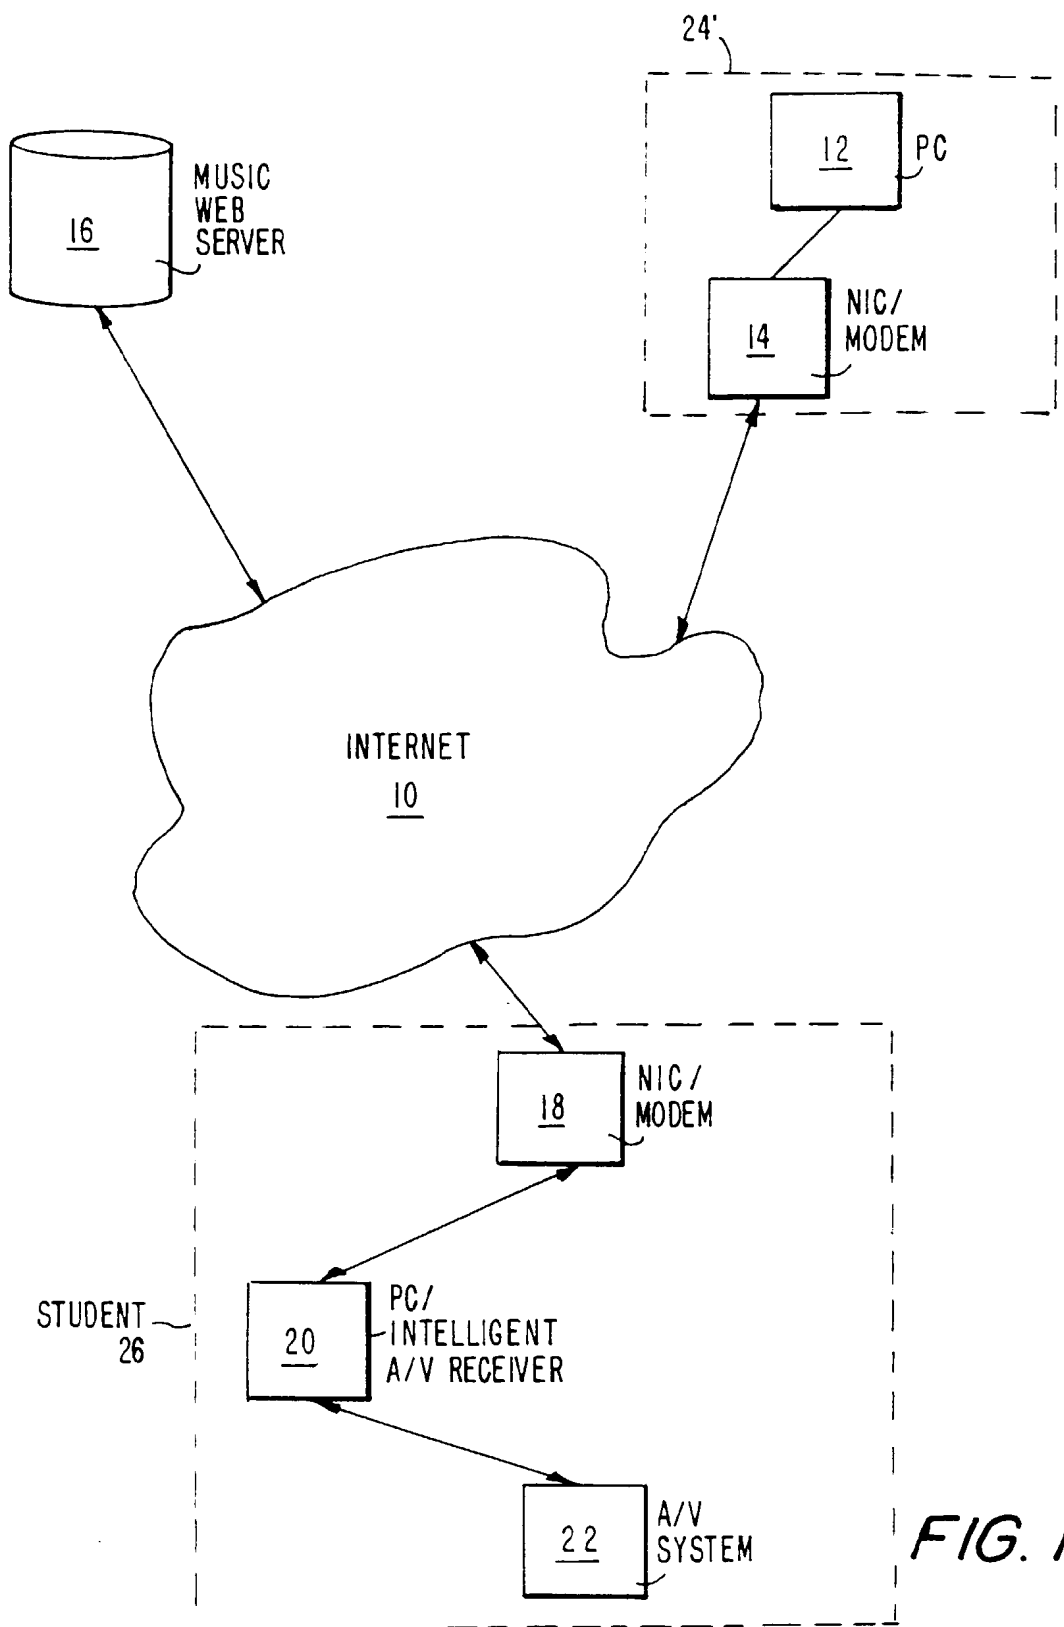 24'
12
PC
16
MUSIC
WEB
SERVER
14
NIC/
MODEM
INTERNET
10
18
NIC/
MODEM
STUDENT
26
20
PC/
INTELLIGENT
A/V RECEIVER
22
A/V
SYSTEM
FIG. 1